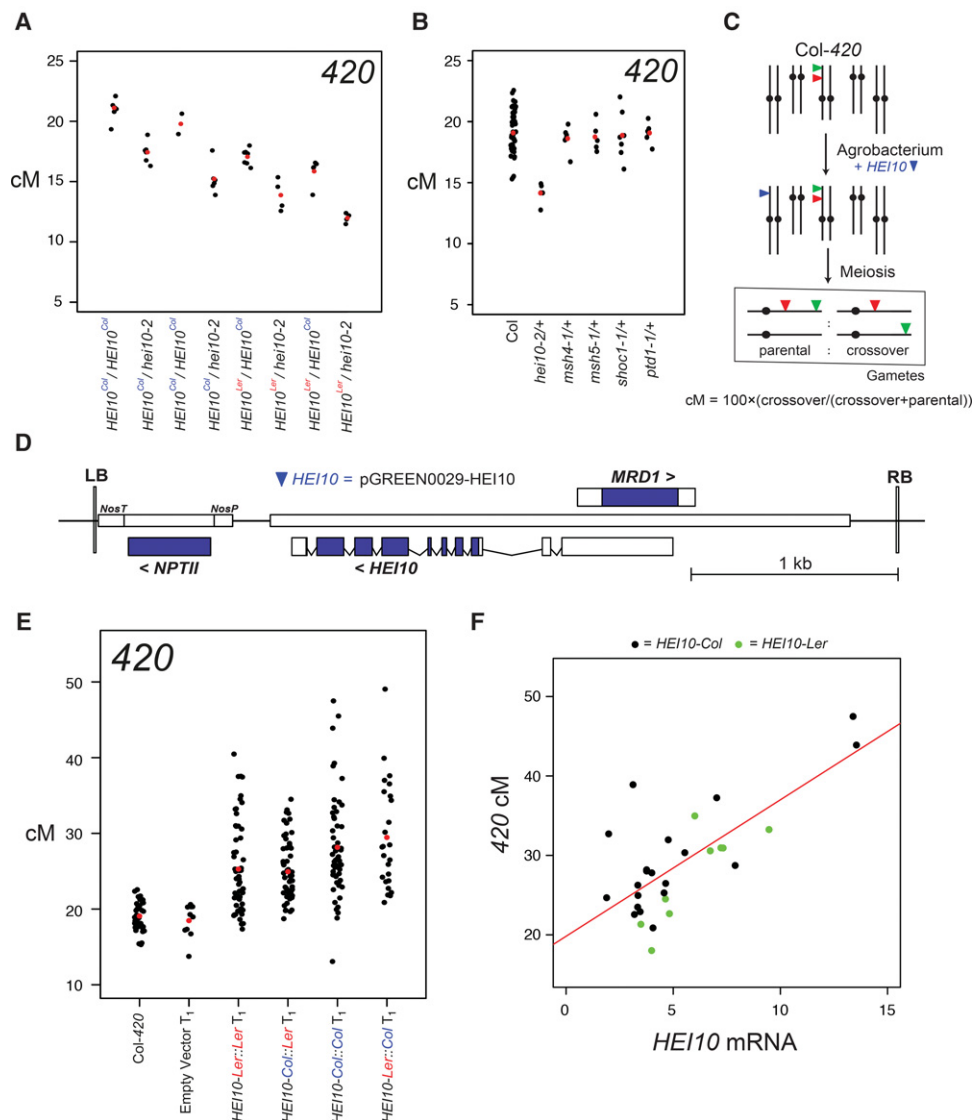 A
420
25
20
cM
15
10
5
HEI10Col / HEI10Col
HEI10Col / hei10-2
HEI10Col / HEI10Col
HEI10Col / hei10-2
HEI10Ler / HEI10Col
HEI10Ler / hei10-2
HEI10Ler / HEI10Col
HEI10Ler / hei10-2
B
420
25
20
cM
15
10
5
Col
hei10-2/+
msh4-1/+
msh5-1/+
shoc1-1/+
ptd1-1/+
C
Col-420
Agrobacterium
+ HEI10
Meiosis
parental : crossover
Gametes
cM = 100×(crossover/(crossover+parental))
D
LB
HEI10 = pGREEN0029-HEI10
MRD1 >
RB
NosT
NosP
< NPTII
< HEI10
1 kb
E
420
50
40
cM
30
20
10
Col-420
Empty Vector T1
HEI10-Ler::Ler T1
HEI10-Col::Ler T1
HEI10-Col::Col T1
HEI10-Ler::Col T1
F
= HEI10-Col = HEI10-Ler
50
40
420 cM
30
20
0 5 10 15
HEI10 mRNA